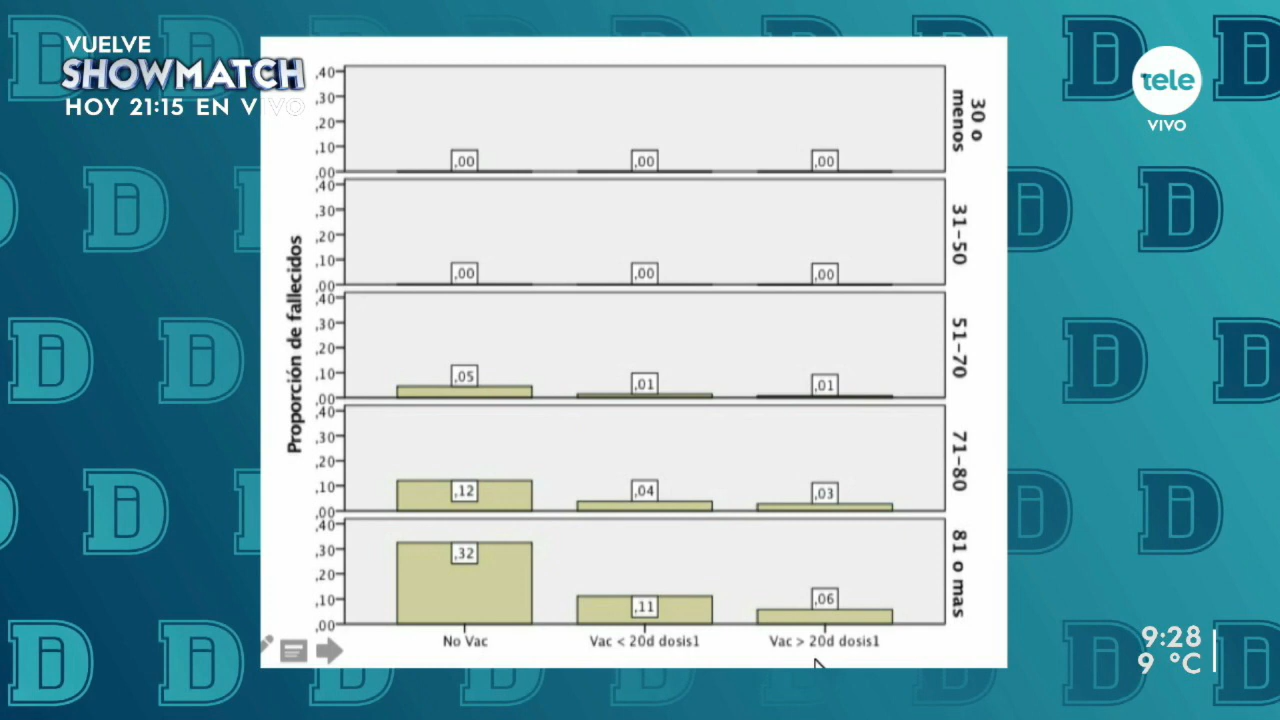 VUELVE
SHOWMATCH
HOY 21:15 EN VIVO
tele
VIVO
Proporción de fallecidos
,40
,30
,20
,10
,00
,00 ,00 ,00
30 o menos
,40
,30
,20
,10
,00
,00 ,00 ,00
31-50
,40
,30
,20
,10
,00
,05 ,01 ,01
51-70
,40
,30
,20
,10
,00
,12 ,04 ,03
71-80
,40
,30
,20
,10
,00
,32 ,11 ,06
81 o mas
No Vac Vac < 20d dosis1 Vac > 20d dosis1
9:28
9 °C